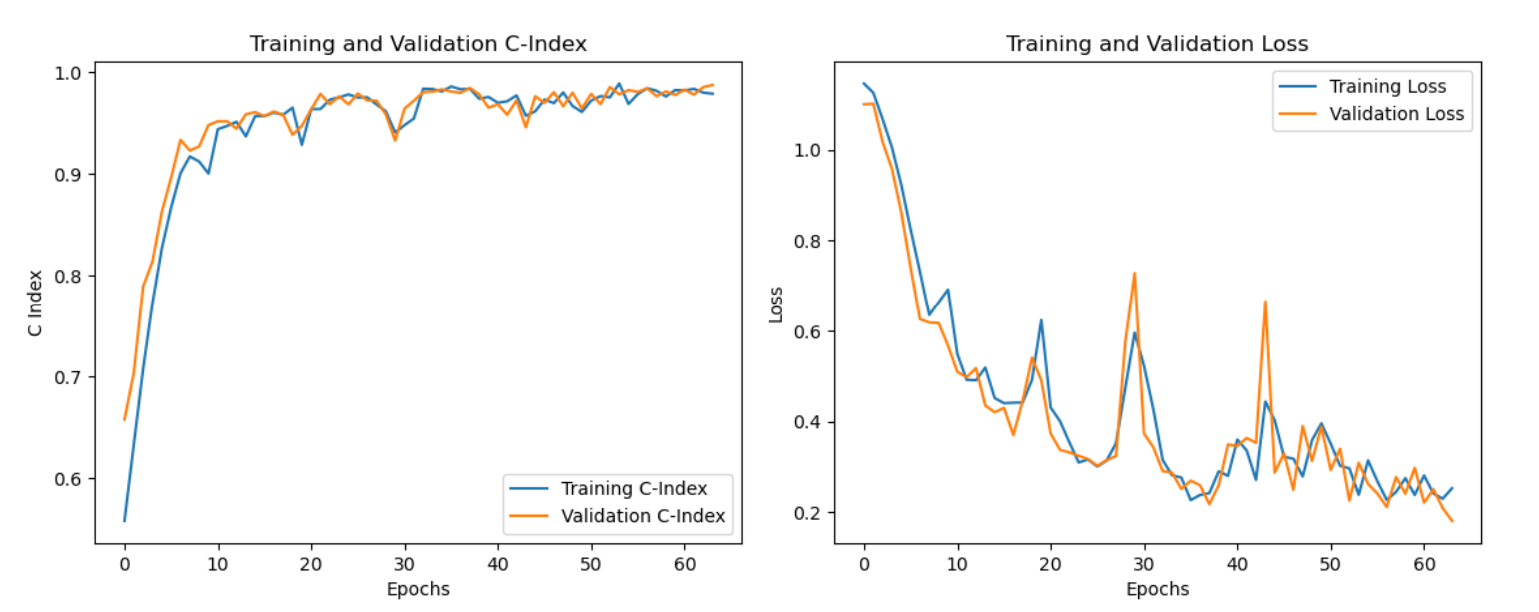 Training and Validation C-Index
C Index
1.0
0.9
0.8
0.7
0.6
Training C-Index
Validation C-Index
0 10 20 30 40 50 60
Epochs
Training and Validation Loss
Loss
1.0
0.8
0.6
0.4
0.2
Training Loss
Validation Loss
0 10 20 30 40 50 60
Epochs